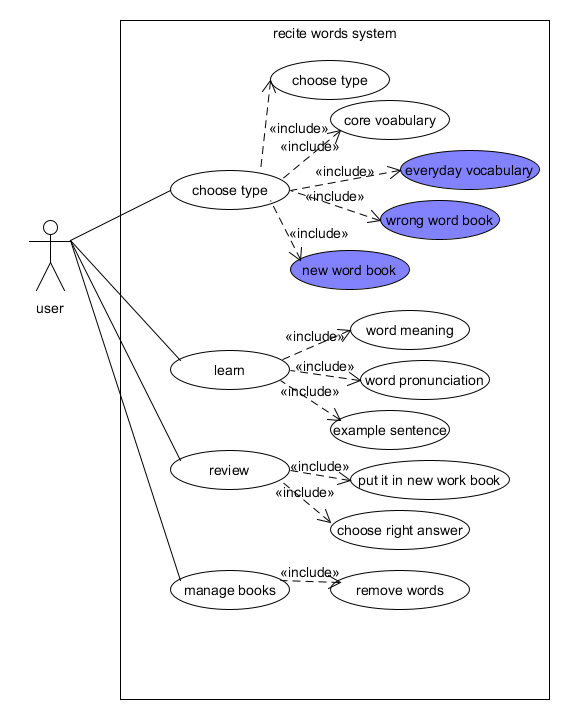 recite words system
choose type
«include»
core voabulary
«include»
«include»
everyday vocabulary
choose type
«include»
wrong word book
«include»
new word book
user
«include»
word meaning
learn
«include»
word pronunciation
«include»
example sentence
review
«include»
put it in new work book
«include»
choose right answer
«include»
manage books
remove words